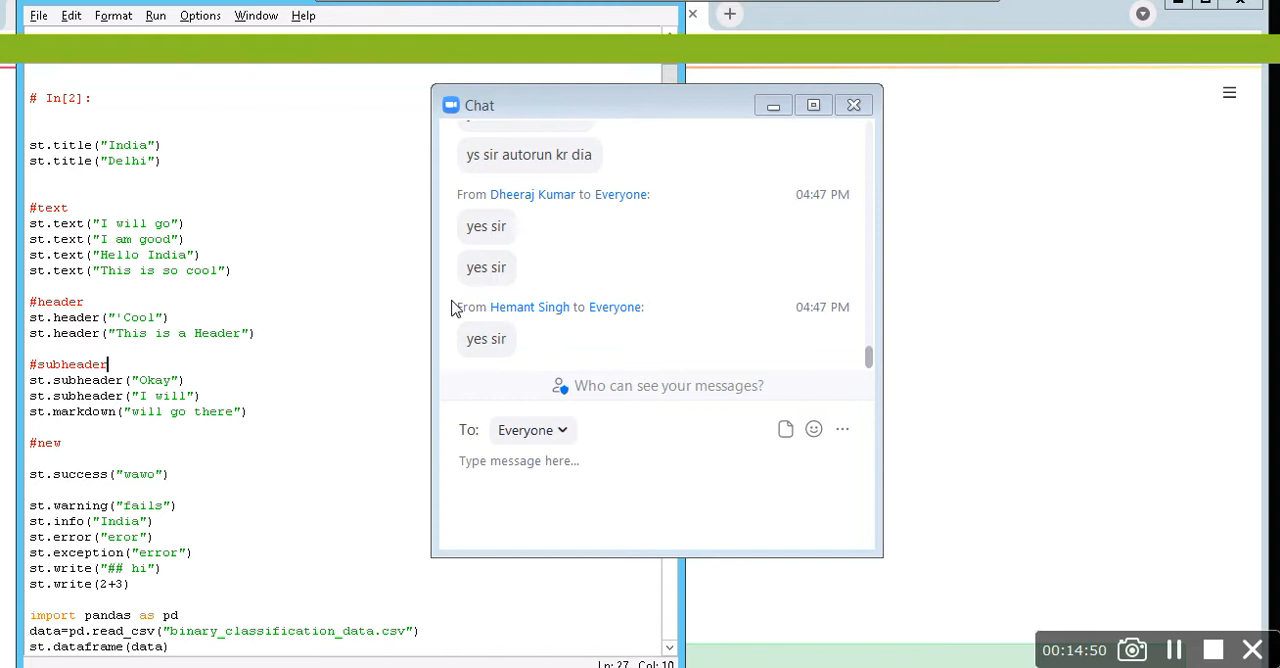 File Edit Format Run Options Window Help
# In[2]:
st.title("India")
st.title("Delhi")
#text
st.text("I will go")
st.text("I am good")
st.text("Hello India")
st.text("This is so cool")
#header
st.header("'Cool")
st.header("This is a Header")
#subheader
st.subheader("Okay")
st.subheader("I will")
st.markdown("will go there")
#new
st.success("wawo")
st.warning("fails")
st.info("India")
st.error("eror")
st.exception("error")
st.write("## hi")
st.write(2+3)
import pandas as pd
data=pd.read_csv("binary_classification_data.csv")
st.dataframe(data)
Ln: 27 Col: 10
Chat
ys sir autorun kr dia
From Dheeraj Kumar to Everyone: 04:47 PM
yes sir
yes sir
From Hemant Singh to Everyone: 04:47 PM
yes sir
Who can see your messages?
To: Everyone
Type message here...
00:14:50